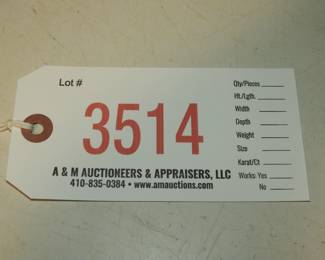 Lot #
3514
A & M AUCTIONEERS & APPRAISERS, LLC
410-835-0384 • www.amauctions.com
Qty/Pieces
Ht./Lgth.
Width
Depth
Weight
Size
Karat/Ct
Works: Yes
No